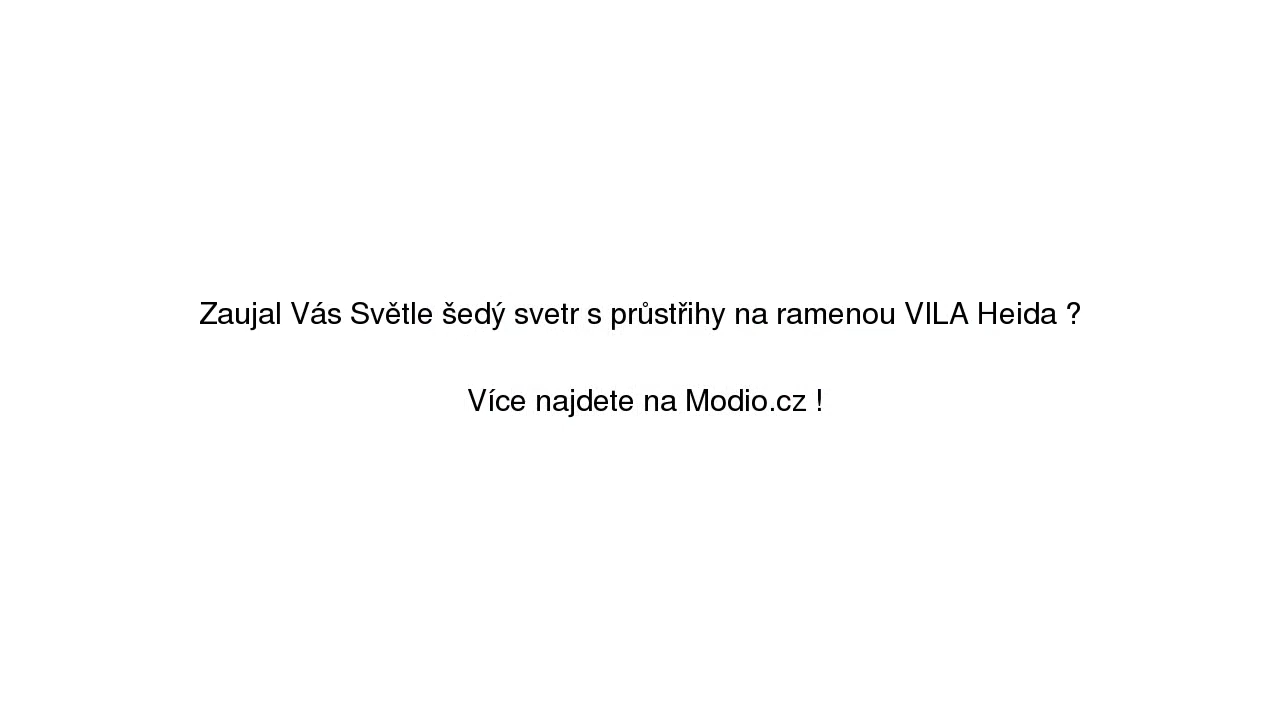 Zaujal Vás Světle šedý svetr s průstřihy na ramenou VILA Heida ?
Více najdete na Modio.cz !